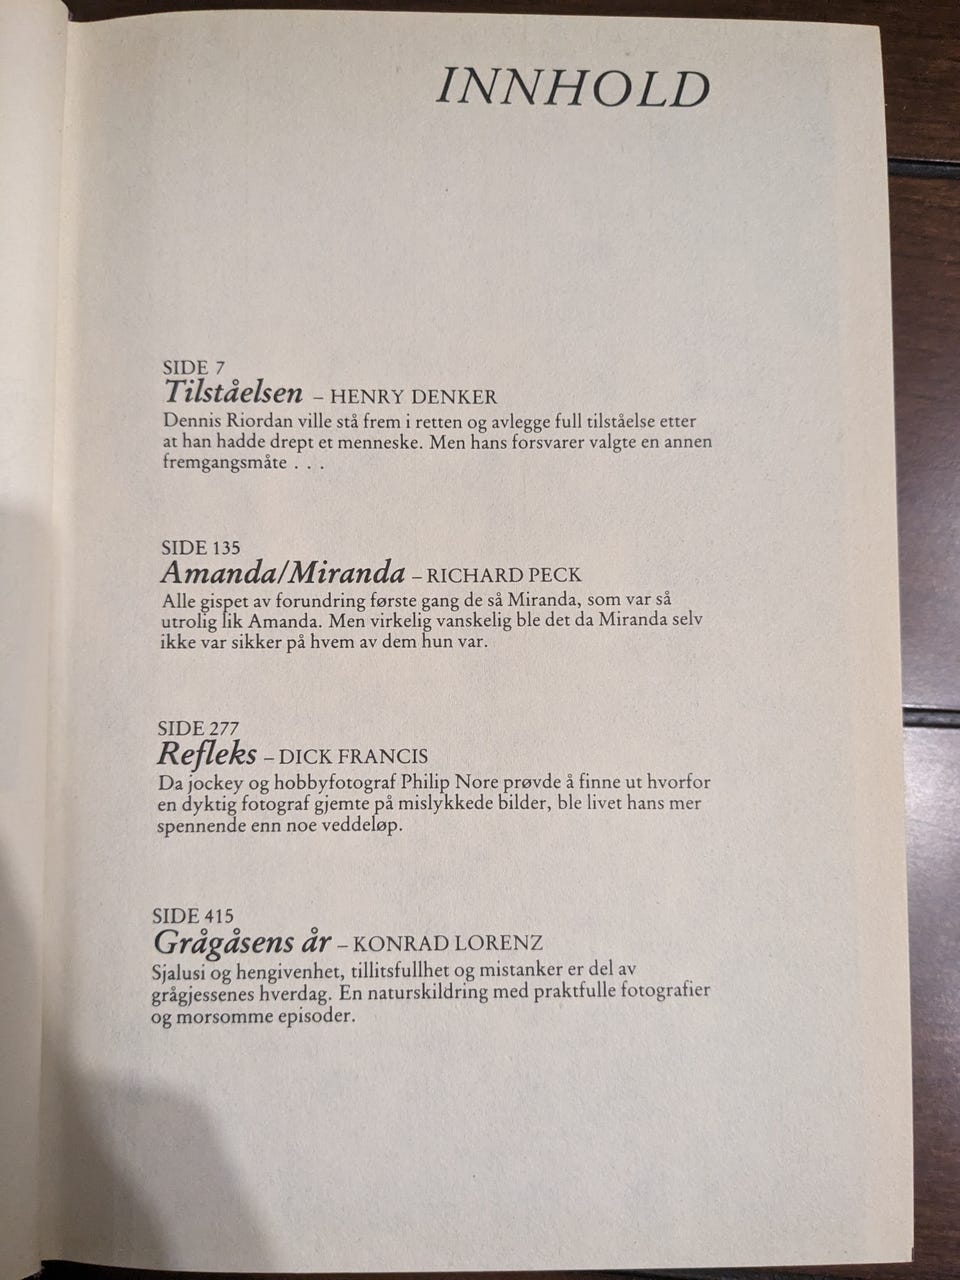 INNHOLD
SIDE 7
Tilståelsen – HENRY DENKER
Dennis Riordan ville stå frem i retten og avlegge full tilståelse etter
at han hadde drept et menneske. Men hans forsvarer valgte en annen
fremgangsmåte . . .
SIDE 135
Amanda/Miranda – RICHARD PECK
Alle gispet av forundring første gang de så Miranda, som var så
utrolig lik Amanda. Men virkelig vanskelig ble det da Miranda selv
ikke var sikker på hvem av dem hun var.
SIDE 277
Refleks – DICK FRANCIS
Da jockey og hobbyfotograf Philip Nore prøvde å finne ut hvorfor
en dyktig fotograf gjemte på mislykkede bilder, ble livet hans mer
spennende enn noe veddeløp.
SIDE 415
Grågåsens år – KONRAD LORENZ
Sjalusi og hengivenhet, tillitsfullhet og mistanker er del av
grågjessenes hverdag. En naturskildring med praktfulle fotografier
og morsomme episoder.